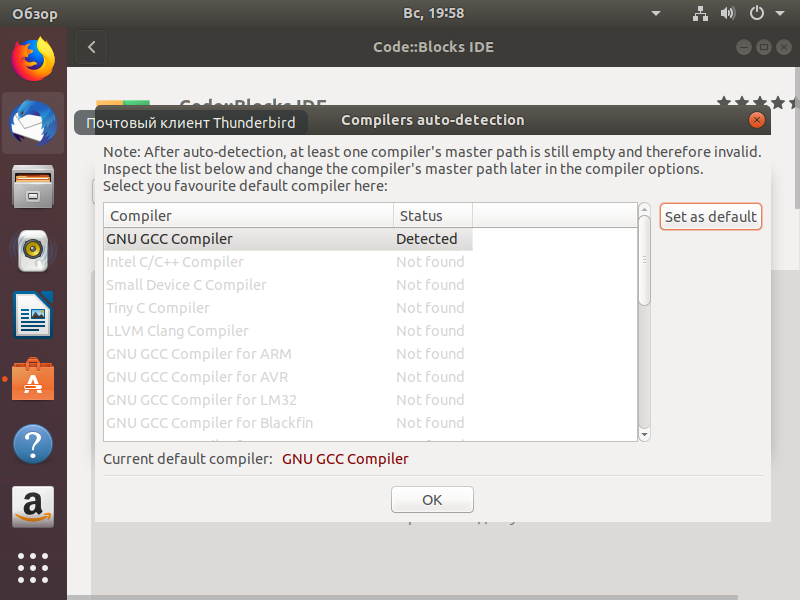 Обзор
Вс, 19:58
Code::Blocks IDE
Code::Blocks IDE
Почтовый клиент Thunderbird
Compilers auto-detection
Note: After auto-detection, at least one compiler's master path is still empty and therefore invalid.
Inspect the list below and change the compiler's master path later in the compiler options.
Select you favourite default compiler here:
Compiler Status
Set as default
GNU GCC Compiler Detected
Intel C/C++ Compiler Not found
Small Device C Compiler Not found
Tiny C Compiler Not found
LLVM Clang Compiler Not found
GNU GCC Compiler for ARM Not found
GNU GCC Compiler for AVR Not found
GNU GCC Compiler for LM32 Not found
GNU GCC Compiler for Blackfin Not found
Current default compiler: GNU GCC Compiler
OK